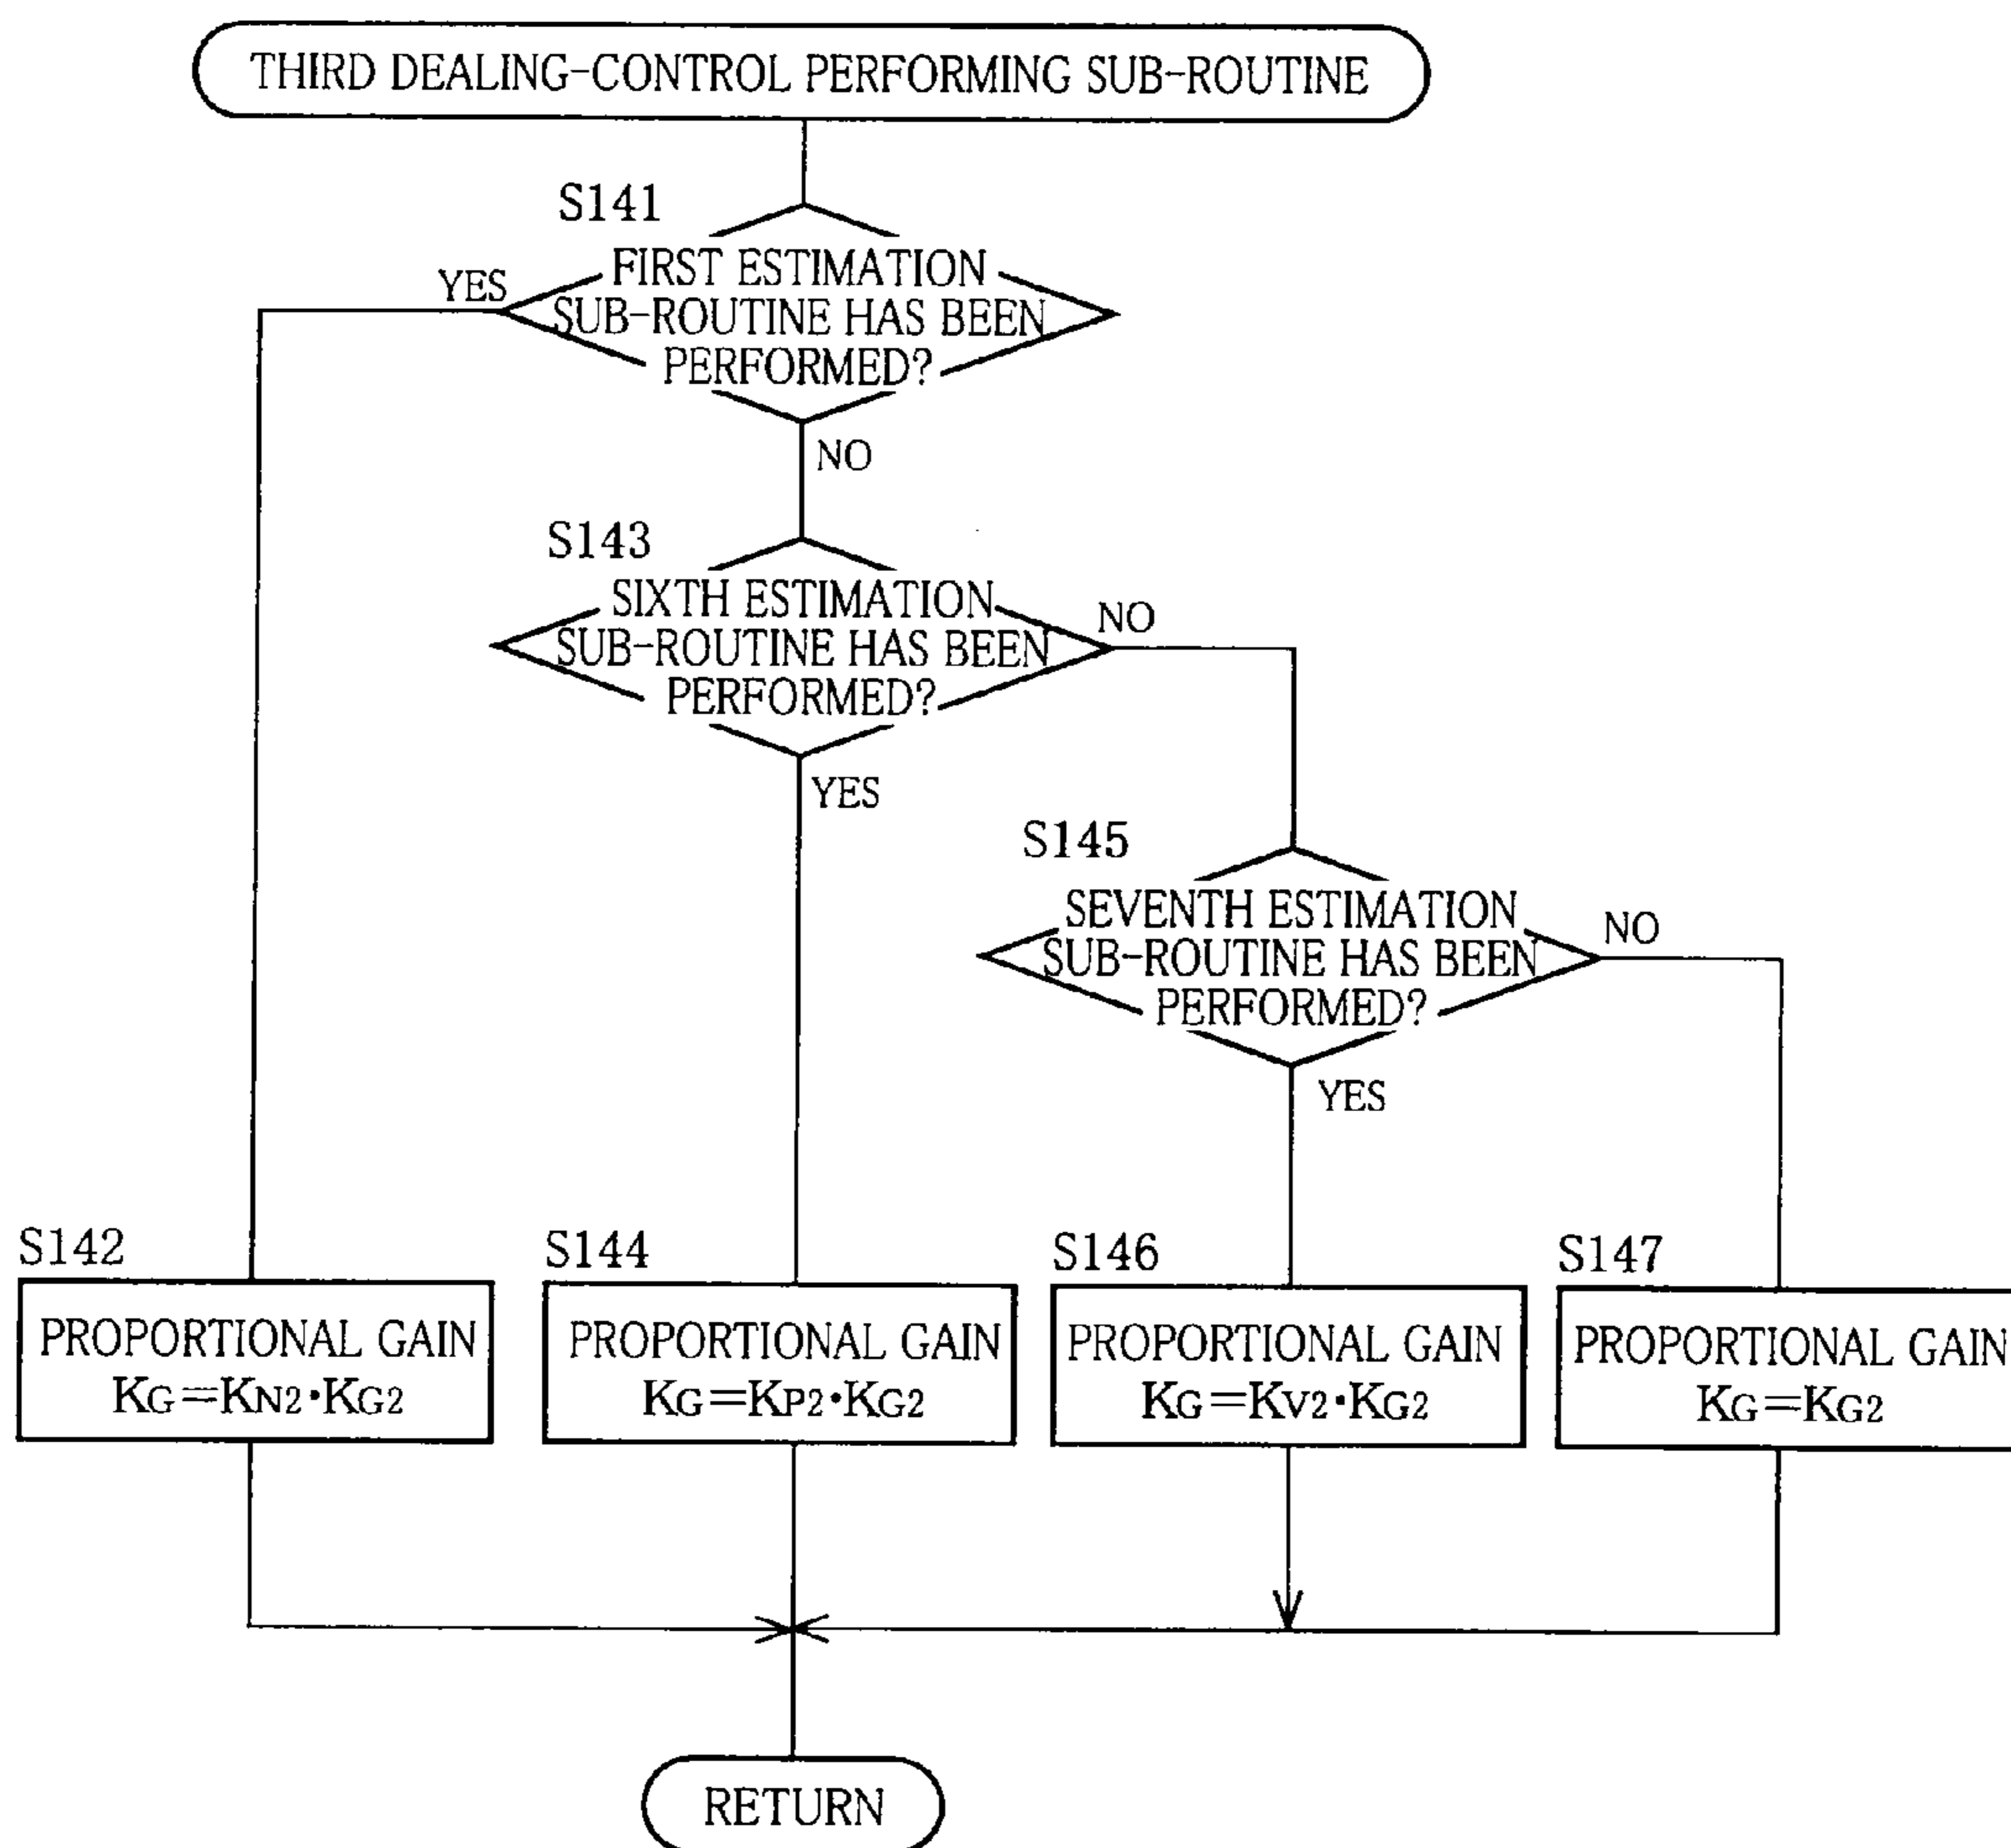 THIRD DEALING-CONTROL PERFORMING SUB-ROUTINE
S141
FIRST ESTIMATION
SUB-ROUTINE HAS BEEN
PERFORMED?
YES
NO
S143
SIXTH ESTIMATION
SUB-ROUTINE HAS BEEN
PERFORMED?
NO
YES
S145
SEVENTH ESTIMATION
SUB-ROUTINE HAS BEEN
PERFORMED?
NO
YES
S142
PROPORTIONAL GAIN
KG=KN2·KG2
S144
PROPORTIONAL GAIN
KG=KP2·KG2
S146
PROPORTIONAL GAIN
KG=KV2·KG2
S147
PROPORTIONAL GAIN
KG=KG2
RETURN